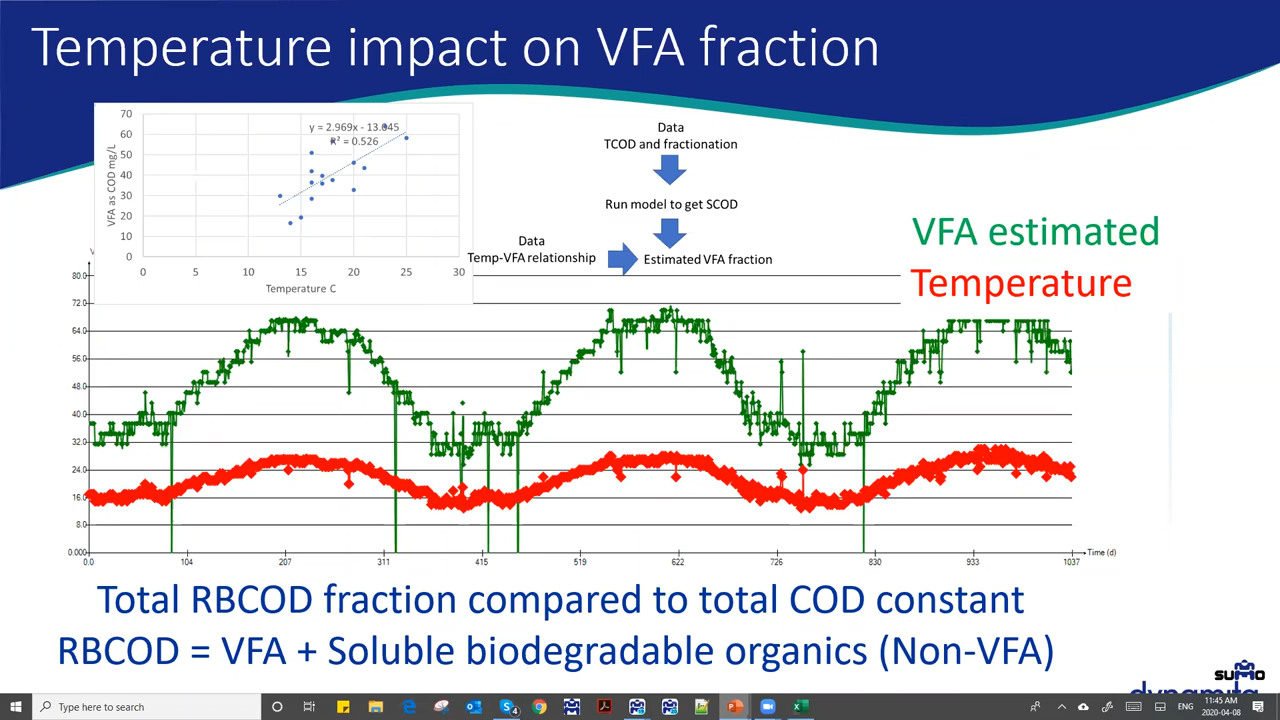 Temperature impact on VFA fraction
70
60
50
40
30
20
10
0
VFA as COD mg/L
y = 2.969x - 13.045
R² = 0.526
0 5 10 15 20 25 30
Temperature C
Data
TCOD and fractionation
Run model to get SCOD
Data
Temp-VFA relationship
Estimated VFA fraction
VFA estimated
Temperature
80.0
72.0
64.0
56.0
48.0
40.0
32.0
24.0
16.0
8.0
0.000
0.0 104 207 311 415 519 622 726 830 933 1037
Time (d)
Total RBCOD fraction compared to total COD constant
RBCOD = VFA + Soluble biodegradable organics (Non-VFA)
sumo
dynamita
Type here to search
ENG
11:45 AM
2020-04-08